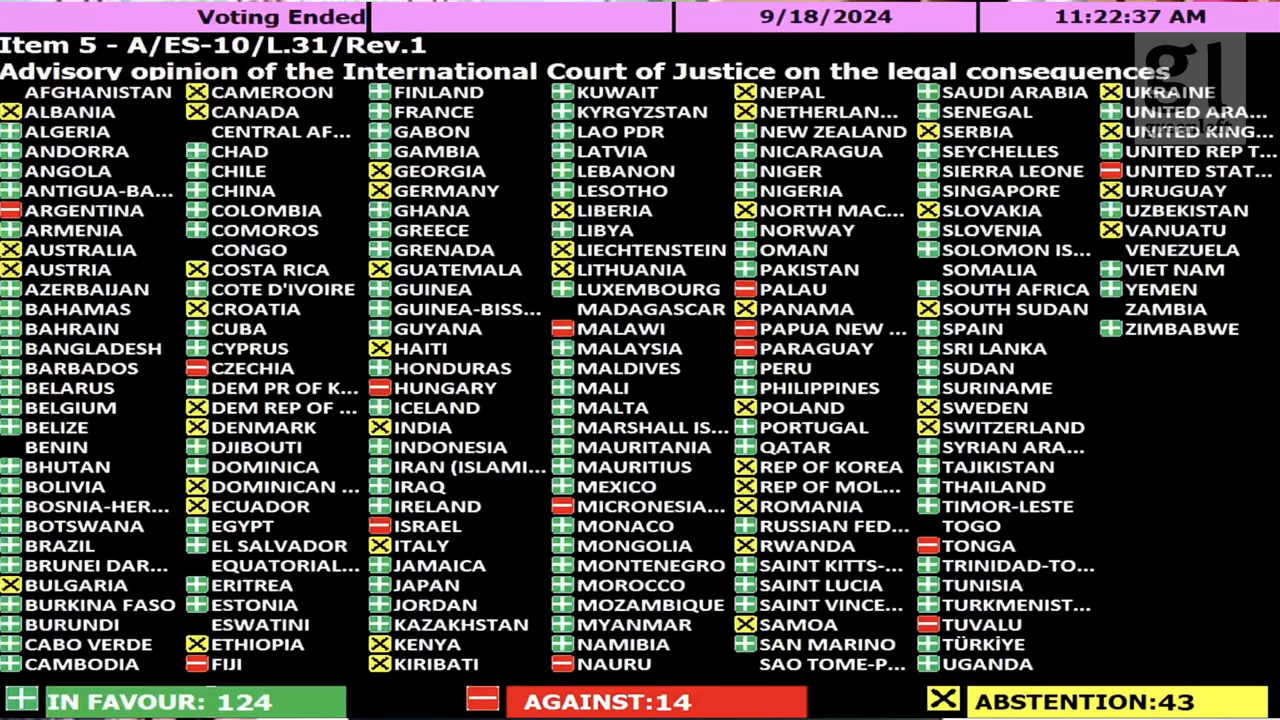 Voting Ended 9/18/2024 11:22:37 AM
Item 5 - A/ES-10/L.31/Rev.1
Advisory opinion of the International Court of Justice on the legal consequences
AFGHANISTAN
ALBANIA
ALGERIA
ANDORRA
ANGOLA
ANTIGUA-BA...
ARGENTINA
ARMENIA
AUSTRALIA
AUSTRIA
AZERBAIJAN
BAHAMAS
BAHRAIN
BANGLADESH
BARBADOS
BELARUS
BELGIUM
BELIZE
BENIN
BHUTAN
BOLIVIA
BOSNIA-HER...
BOTSWANA
BRAZIL
BRUNEI DAR...
BULGARIA
BURKINA FASO
BURUNDI
CABO VERDE
CAMBODIA
CAMEROON
CANADA
CENTRAL AF...
CHAD
CHILE
CHINA
COLOMBIA
COMOROS
CONGO
COSTA RICA
COTE D'IVOIRE
CROATIA
CUBA
CYPRUS
CZECHIA
DEM PR OF K...
DEM REP OF ...
DENMARK
DJIBOUTI
DOMINICA
DOMINICAN ...
ECUADOR
EGYPT
EL SALVADOR
EQUATORIAL...
ERITREA
ESTONIA
ESWATINI
ETHIOPIA
FIJI
FINLAND
FRANCE
GABON
GAMBIA
GEORGIA
GERMANY
GHANA
GREECE
GRENADA
GUATEMALA
GUINEA
GUINEA-BISS...
GUYANA
HAITI
HONDURAS
HUNGARY
ICELAND
INDIA
INDONESIA
IRAN (ISLAMI...
IRAQ
IRELAND
ISRAEL
ITALY
JAMAICA
JAPAN
JORDAN
KAZAKHSTAN
KENYA
KIRIBATI
KUWAIT
KYRGYZSTAN
LAO PDR
LATVIA
LEBANON
LESOTHO
LIBERIA
LIBYA
LIECHTENSTEIN
LITHUANIA
LUXEMBOURG
MADAGASCAR
MALAWI
MALAYSIA
MALDIVES
MALI
MALTA
MARSHALL IS...
MAURITANIA
MAURITIUS
MEXICO
MICRONESIA...
MONACO
MONGOLIA
MONTENEGRO
MOROCCO
MOZAMBIQUE
MYANMAR
NAMIBIA
NAURU
NEPAL
NETHERLAN...
NEW ZEALAND
NICARAGUA
NIGER
NIGERIA
NORTH MAC...
NORWAY
OMAN
PAKISTAN
PALAU
PANAMA
PAPUA NEW ...
PARAGUAY
PERU
PHILIPPINES
POLAND
PORTUGAL
QATAR
REP OF KOREA
REP OF MOL...
ROMANIA
RUSSIAN FED...
RWANDA
SAINT KITTS-...
SAINT LUCIA
SAINT VINCE...
SAMOA
SAN MARINO
SAO TOME-P...
SAUDI ARABIA
SENEGAL
SERBIA
SEYCHELLES
SIERRA LEONE
SINGAPORE
SLOVAKIA
SLOVENIA
SOLOMON IS...
SOMALIA
SOUTH AFRICA
SOUTH SUDAN
SPAIN
SRI LANKA
SUDAN
SURINAME
SWEDEN
SWITZERLAND
SYRIAN ARA...
TAJIKISTAN
THAILAND
TIMOR-LESTE
TOGO
TONGA
TRINIDAD-TO...
TUNISIA
TURKMENIST...
TUVALU
TÜRKİYE
UGANDA
UKRAINE
UNITED ARA...
UNITED KING...
UNITED REP T...
UNITED STAT...
URUGUAY
UZBEKISTAN
VANUATU
VENEZUELA
VIET NAM
YEMEN
ZAMBIA
ZIMBABWE
IN FAVOUR: 124 AGAINST:14 ABSTENTION:43